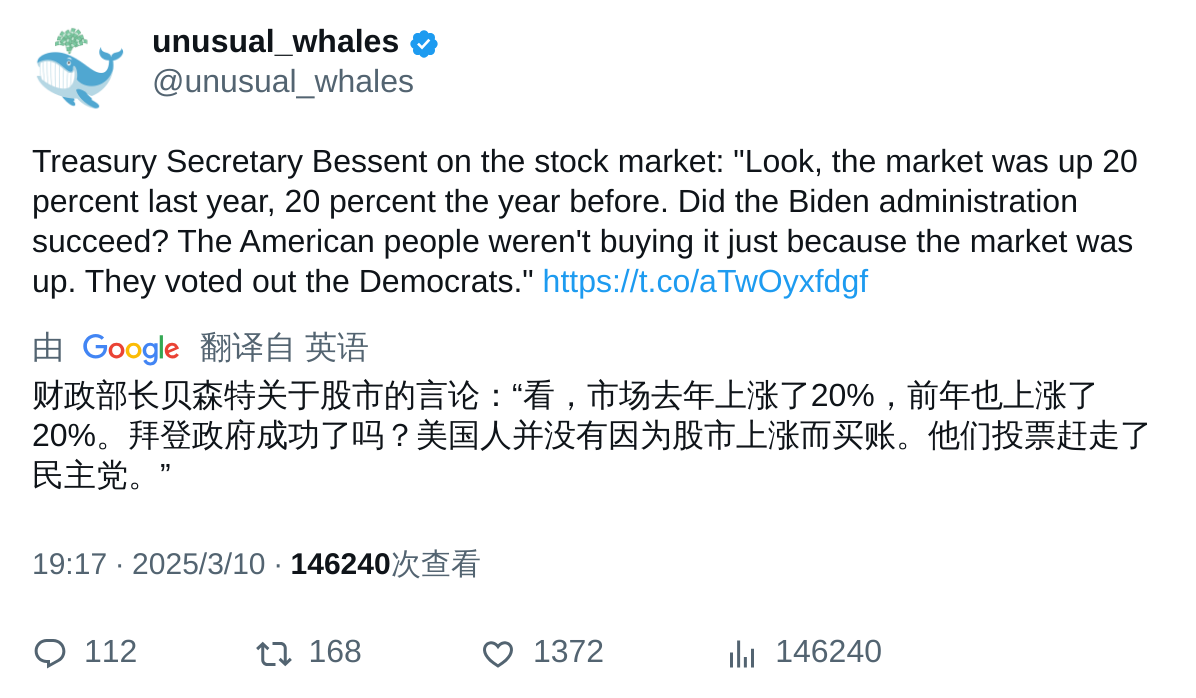 unusual_whales
@unusual_whales
Treasury Secretary Bessent on the stock market: "Look, the market was up 20
percent last year, 20 percent the year before. Did the Biden administration
succeed? The American people weren't buying it just because the market was
up. They voted out the Democrats." https://t.co/aTwOyxfdgf
由 Google 翻译自 英语
财政部长贝森特关于股市的言论：“看，市场去年上涨了20%，前年也上涨了
20%。拜登政府成功了吗？美国人并没有因为股市上涨而买账。他们投票赶走了
民主党。”
19:17 · 2025/3/10 · 146240次查看
112 168 1372 146240